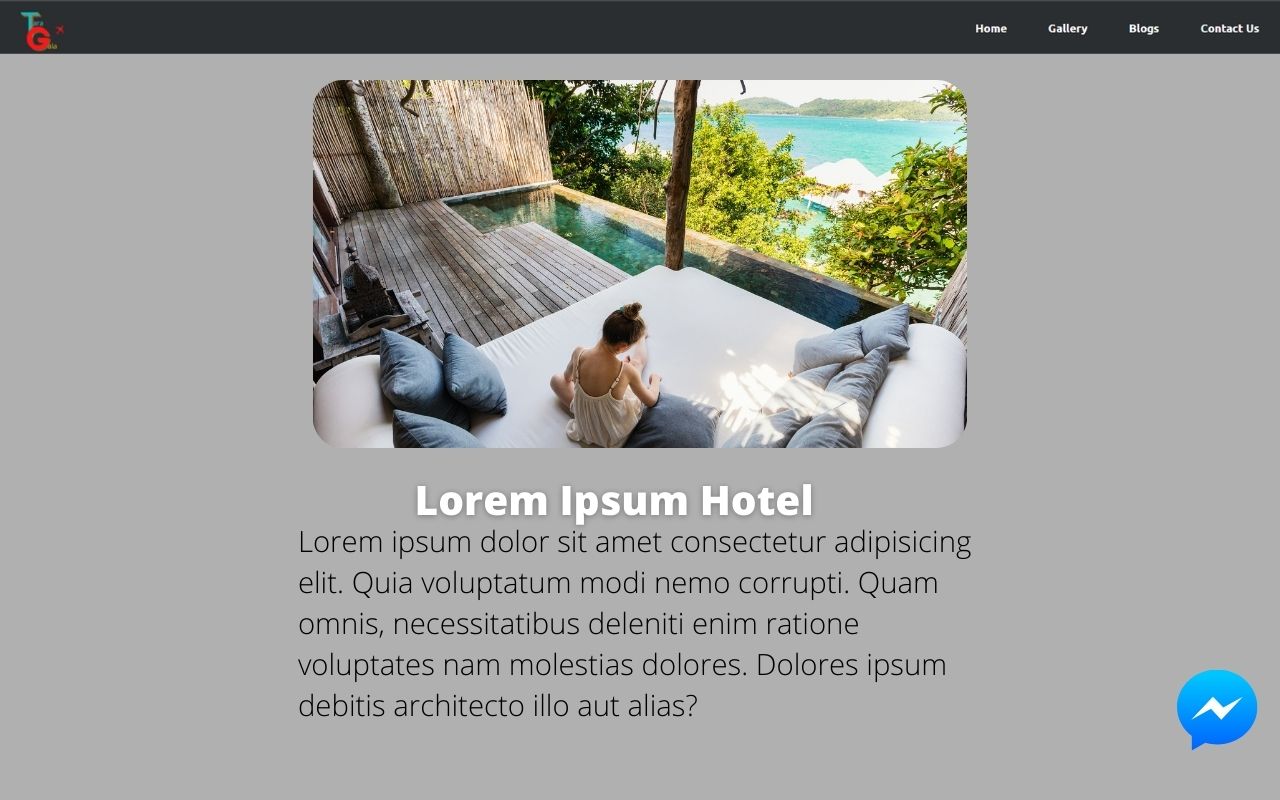 Tara
Gala
Home
Gallery
Blogs
Contact Us
Lorem Ipsum Hotel
Lorem ipsum dolor sit amet consectetur adipisicing
elit. Quia voluptatum modi nemo corrupti. Quam
omnis, necessitatibus deleniti enim ratione
voluptates nam molestias dolores. Dolores ipsum
debitis architecto illo aut alias?